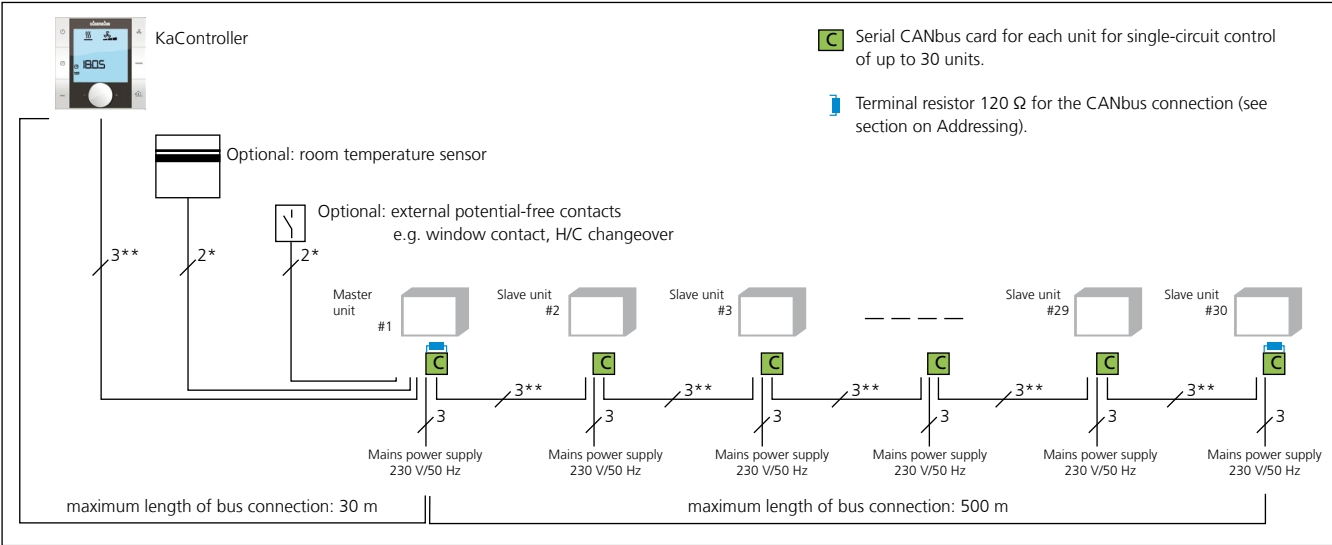 KaController
1805
C Serial CANbus card for each unit for single-circuit control
of up to 30 units.
Terminal resistor 120 Ω for the CANbus connection (see
section on Addressing).
Optional: room temperature sensor
Optional: external potential-free contacts
e.g. window contact, H/C changeover
3** 2* 2*
Master
unit
#1
Slave unit
#2
Slave unit
#3
Slave unit
#29
Slave unit
#30
C C C C C C
3** 3** 3** 3** 3**
3 3 3 3 3 3
Mains power supply
230 V/50 Hz
Mains power supply
230 V/50 Hz
Mains power supply
230 V/50 Hz
Mains power supply
230 V/50 Hz
Mains power supply
230 V/50 Hz
Mains power supply
230 V/50 Hz
maximum length of bus connection: 30 m
maximum length of bus connection: 500 m